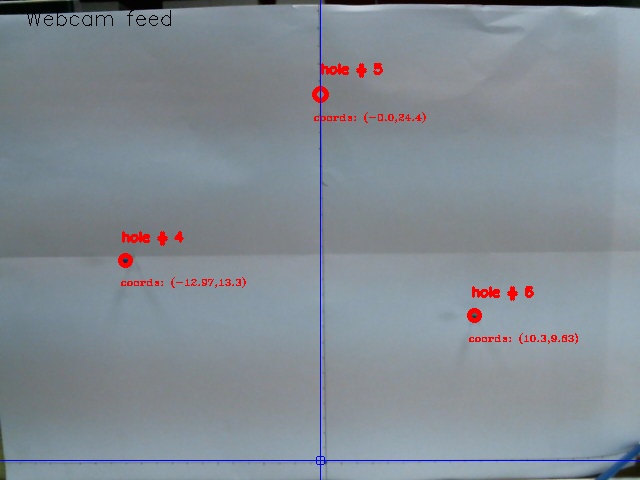 Webcam feed
hole # 5
coords: (-0.0,24.4)
hole # 4
coords: (-12.97,13.3)
hole # 6
coords: (10.3,9.63)